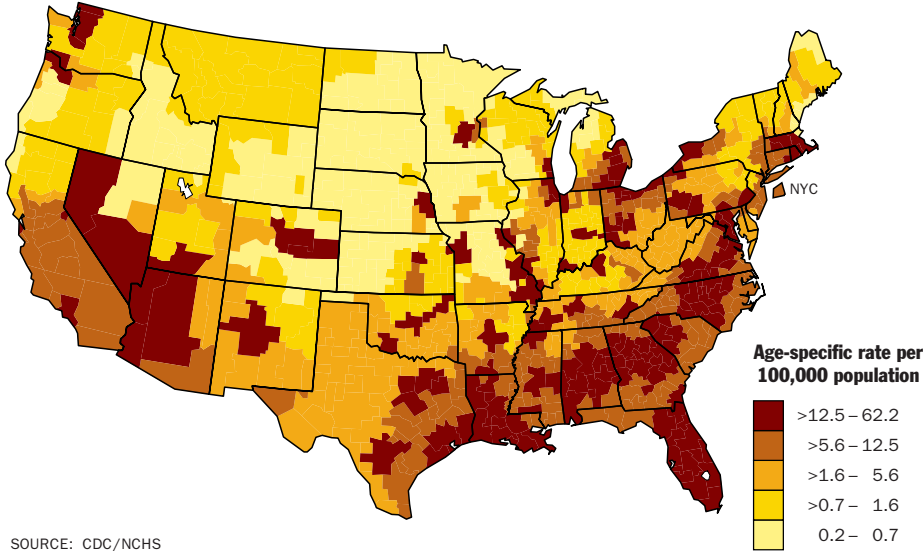 NYC
Age-specific rate per
100,000 population
>12.5 – 62.2
>5.6 – 12.5
>1.6 – 5.6
>0.7 – 1.6
0.2 – 0.7
SOURCE: CDC/NCHS